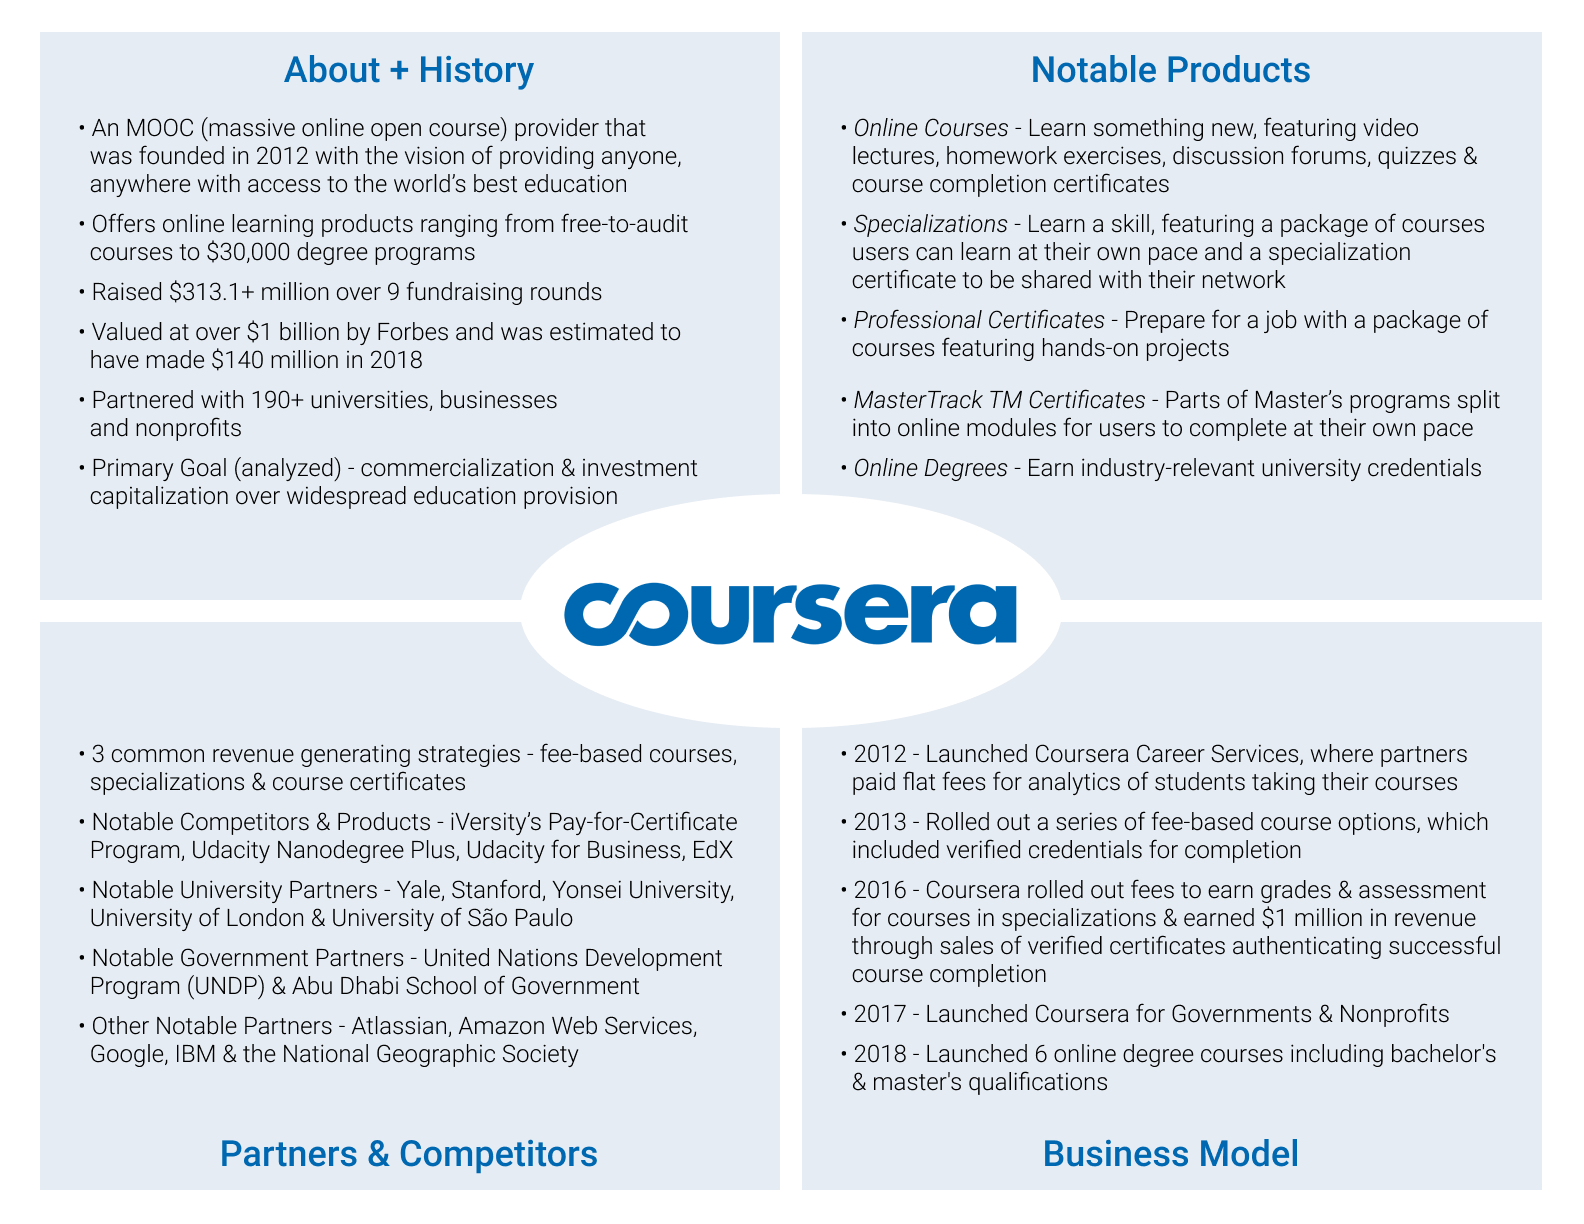 About + History
• An MOOC (massive online open course) provider that
was founded in 2012 with the vision of providing anyone,
anywhere with access to the world’s best education
• Offers online learning products ranging from free-to-audit
courses to $30,000 degree programs
• Raised $313.1+ million over 9 fundraising rounds
• Valued at over $1 billion by Forbes and was estimated to
have made $140 million in 2018
• Partnered with 190+ universities, businesses
and nonprofits
• Primary Goal (analyzed) - commercialization & investment
capitalization over widespread education provision
Notable Products
• Online Courses - Learn something new, featuring video
lectures, homework exercises, discussion forums, quizzes &
course completion certificates
• Specializations - Learn a skill, featuring a package of courses
users can learn at their own pace and a specialization
certificate to be shared with their network
• Professional Certificates - Prepare for a job with a package of
courses featuring hands-on projects
• MasterTrack TM Certificates - Parts of Master’s programs split
into online modules for users to complete at their own pace
• Online Degrees - Earn industry-relevant university credentials
coursera
• 3 common revenue generating strategies - fee-based courses,
specializations & course certificates
• Notable Competitors & Products - iVersity’s Pay-for-Certificate
Program, Udacity Nanodegree Plus, Udacity for Business, EdX
• Notable University Partners - Yale, Stanford, Yonsei University,
University of London & University of São Paulo
• Notable Government Partners - United Nations Development
Program (UNDP) & Abu Dhabi School of Government
• Other Notable Partners - Atlassian, Amazon Web Services,
Google, IBM & the National Geographic Society
Partners & Competitors
• 2012 - Launched Coursera Career Services, where partners
paid flat fees for analytics of students taking their courses
• 2013 - Rolled out a series of fee-based course options, which
included verified credentials for completion
• 2016 - Coursera rolled out fees to earn grades & assessment
for courses in specializations & earned $1 million in revenue
through sales of verified certificates authenticating successful
course completion
• 2017 - Launched Coursera for Governments & Nonprofits
• 2018 - Launched 6 online degree courses including bachelor's
& master's qualifications
Business Model